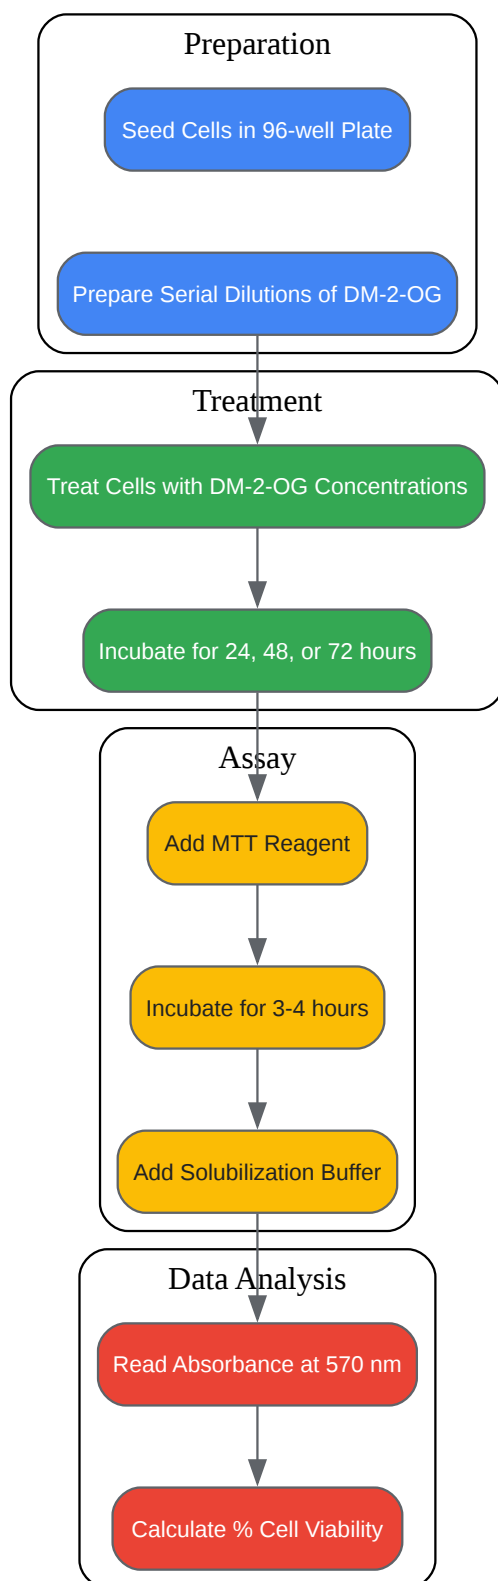 Preparation
Seed Cells in 96-well Plate
Prepare Serial Dilutions of DM-2-OG
Treatment
Treat Cells with DM-2-OG Concentrations
Incubate for 24, 48, or 72 hours
Assay
Add MTT Reagent
Incubate for 3-4 hours
Add Solubilization Buffer
Data Analysis
Read Absorbance at 570 nm
Calculate % Cell Viability